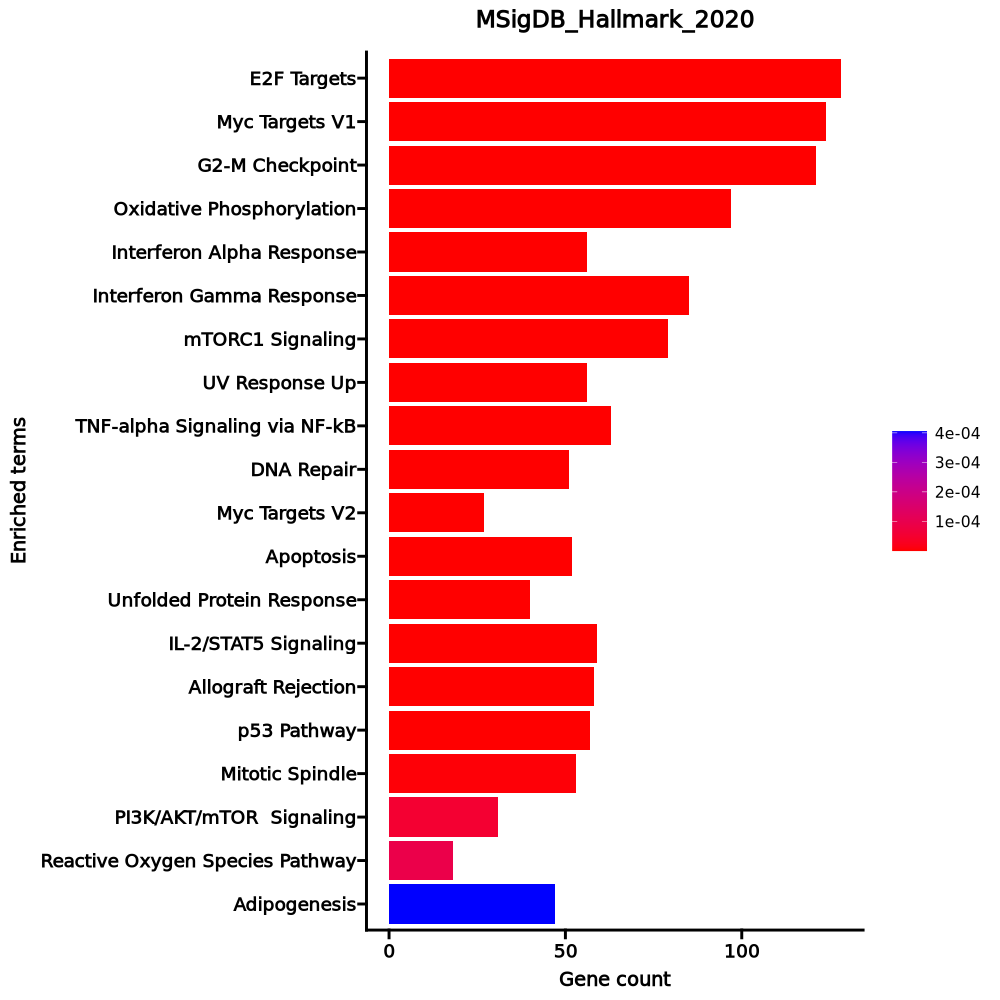 MSigDB_Hallmark_2020
E2F Targets
Myc Targets V1
G2-M Checkpoint
Oxidative Phosphorylation
Interferon Alpha Response
Interferon Gamma Response
mTORC1 Signaling
UV Response Up
TNF-alpha Signaling via NF-kB
DNA Repair
Myc Targets V2
Apoptosis
Unfolded Protein Response
IL-2/STAT5 Signaling
Allograft Rejection
p53 Pathway
Mitotic Spindle
PI3K/AKT/mTOR  Signaling
Reactive Oxygen Species Pathway
Adipogenesis
Enriched terms
0 50 100
Gene count
4e-04
3e-04
2e-04
1e-04